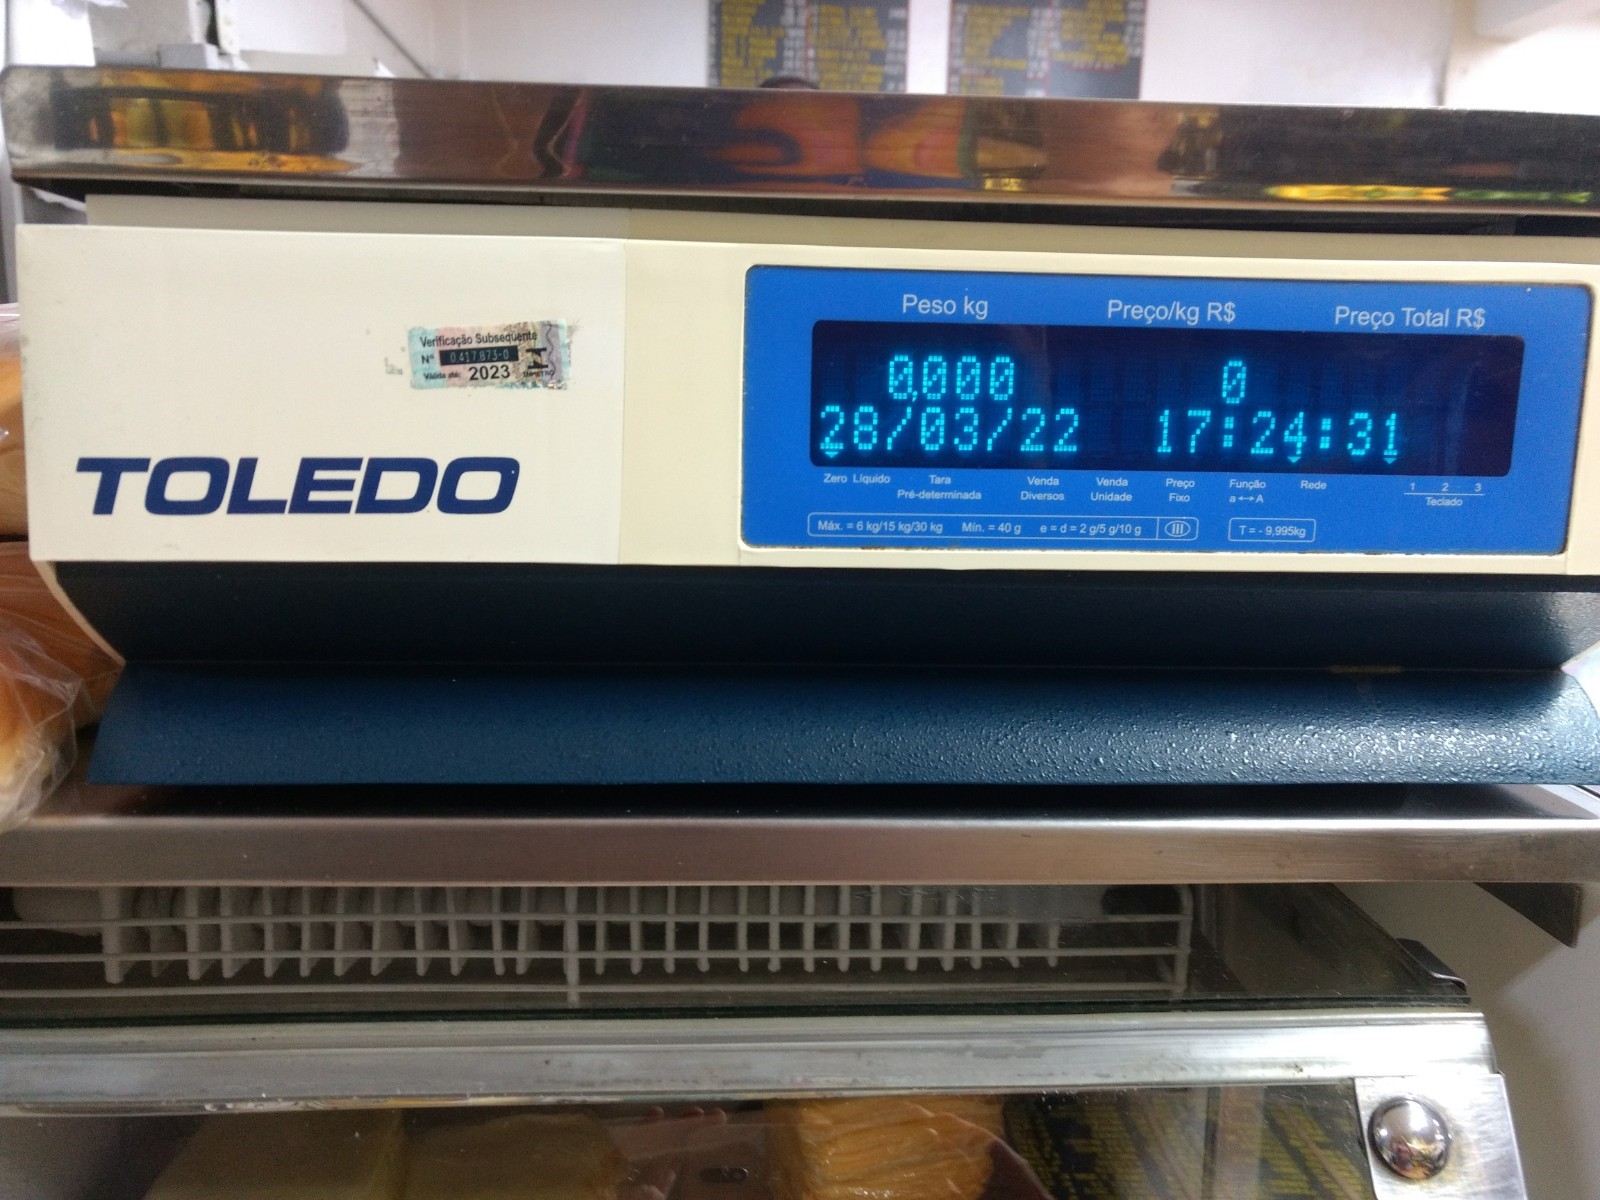 Verificação Subsequente
Nº 0.417.873-0
Válida até: 2023 INMETRO
TOLEDO
Peso kg Preço/kg R$ Preço Total R$
0,000 0
28/03/22 17:24:31
Zero Líquido Tara Pré-determinada Venda Diversos Venda Unidade Preço Fixo Função a↔A Rede 1 2 3 Teclado
Máx. = 6 kg/15 kg/30 kg Mín. = 40 g e = d = 2 g/5 g/10 g III T = - 9,995kg